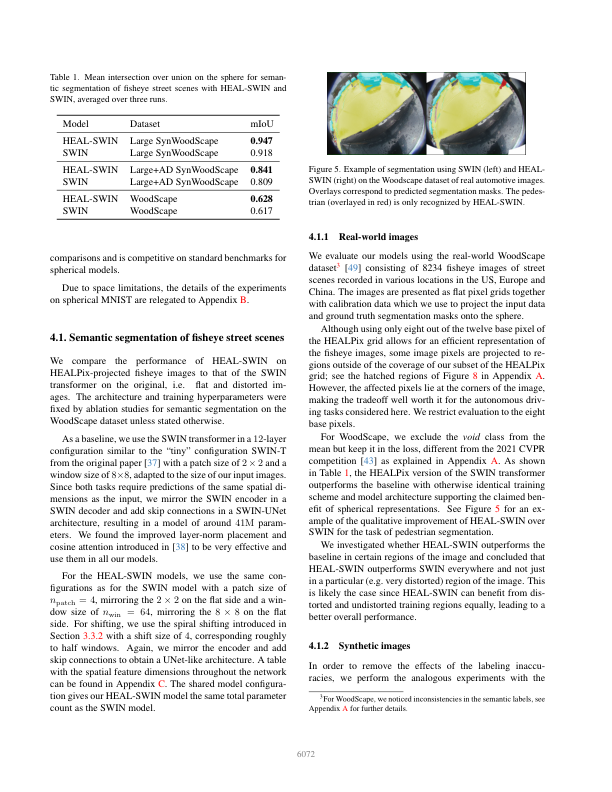 Table 1. Mean intersection over union on the sphere for seman-
tic segmentation of fisheye street scenes with HEAL-SWIN and
SWIN, averaged over three runs.
Model Dataset mIoU
HEAL-SWIN Large SynWoodScape 0.947
SWIN Large SynWoodScape 0.918
HEAL-SWIN Large+AD SynWoodScape 0.841
SWIN Large+AD SynWoodScape 0.809
HEAL-SWIN WoodScape 0.628
SWIN WoodScape 0.617
comparisons and is competitive on standard benchmarks for
spherical models.
Due to space limitations, the details of the experiments
on spherical MNIST are relegated to Appendix B.
4.1. Semantic segmentation of fisheye street scenes
We compare the performance of HEAL-SWIN on
HEALPix-projected fisheye images to that of the SWIN
transformer on the original, i.e. flat and distorted im-
ages. The architecture and training hyperparameters were
fixed by ablation studies for semantic segmentation on the
WoodScape dataset unless stated otherwise.
As a baseline, we use the SWIN transformer in a 12-layer
configuration similar to the “tiny” configuration SWIN-T
from the original paper [37] with a patch size of 2 × 2 and a
window size of 8×8, adapted to the size of our input images.
Since both tasks require predictions of the same spatial di-
mensions as the input, we mirror the SWIN encoder in a
SWIN decoder and add skip connections in a SWIN-UNet
architecture, resulting in a model of around 41M param-
eters. We found the improved layer-norm placement and
cosine attention introduced in [38] to be very effective and
use them in all our models.
For the HEAL-SWIN models, we use the same con-
figurations as for the SWIN model with a patch size of
n_patch = 4, mirroring the 2 × 2 on the flat side and a win-
dow size of n_win = 64, mirroring the 8 × 8 on the flat
side. For shifting, we use the spiral shifting introduced in
Section 3.3.2 with a shift size of 4, corresponding roughly
to half windows. Again, we mirror the encoder and add
skip connections to obtain a UNet-like architecture. A table
with the spatial feature dimensions throughout the network
can be found in Appendix C. The shared model configura-
tion gives our HEAL-SWIN model the same total parameter
count as the SWIN model.
Figure 5. Example of segmentation using SWIN (left) and HEAL-
SWIN (right) on the Woodscape dataset of real automotive images.
Overlays correspond to predicted segmentation masks. The pedes-
trian (overlayed in red) is only recognized by HEAL-SWIN.
4.1.1 Real-world images
We evaluate our models using the real-world WoodScape
dataset³ [49] consisting of 8234 fisheye images of street
scenes recorded in various locations in the US, Europe and
China. The images are presented as flat pixel grids together
with calibration data which we use to project the input data
and ground truth segmentation masks onto the sphere.
Although using only eight out of the twelve base pixel of
the HEALPix grid allows for an efficient representation of
the fisheye images, some image pixels are projected to re-
gions outside of the coverage of our subset of the HEALPix
grid; see the hatched regions of Figure 8 in Appendix A.
However, the affected pixels lie at the corners of the image,
making the tradeoff well worth it for the autonomous driv-
ing tasks considered here. We restrict evaluation to the eight
base pixels.
For WoodScape, we exclude the void class from the
mean but keep it in the loss, different from the 2021 CVPR
competition [43] as explained in Appendix A. As shown
in Table 1, the HEALPix version of the SWIN transformer
outperforms the baseline with otherwise identical training
scheme and model architecture supporting the claimed ben-
efit of spherical representations. See Figure 5 for an ex-
ample of the qualitative improvement of HEAL-SWIN over
SWIN for the task of pedestrian segmentation.
We investigated whether HEAL-SWIN outperforms the
baseline in certain regions of the image and concluded that
HEAL-SWIN outperforms SWIN everywhere and not just
in a particular (e.g. very distorted) region of the image. This
is likely the case since HEAL-SWIN can benefit from dis-
torted and undistorted training regions equally, leading to a
better overall performance.
4.1.2 Synthetic images
In order to remove the effects of the labeling inaccu-
racies, we perform the analogous experiments with the
³For WoodScape, we noticed inconsistencies in the semantic labels, see
Appendix A for further details.
6072